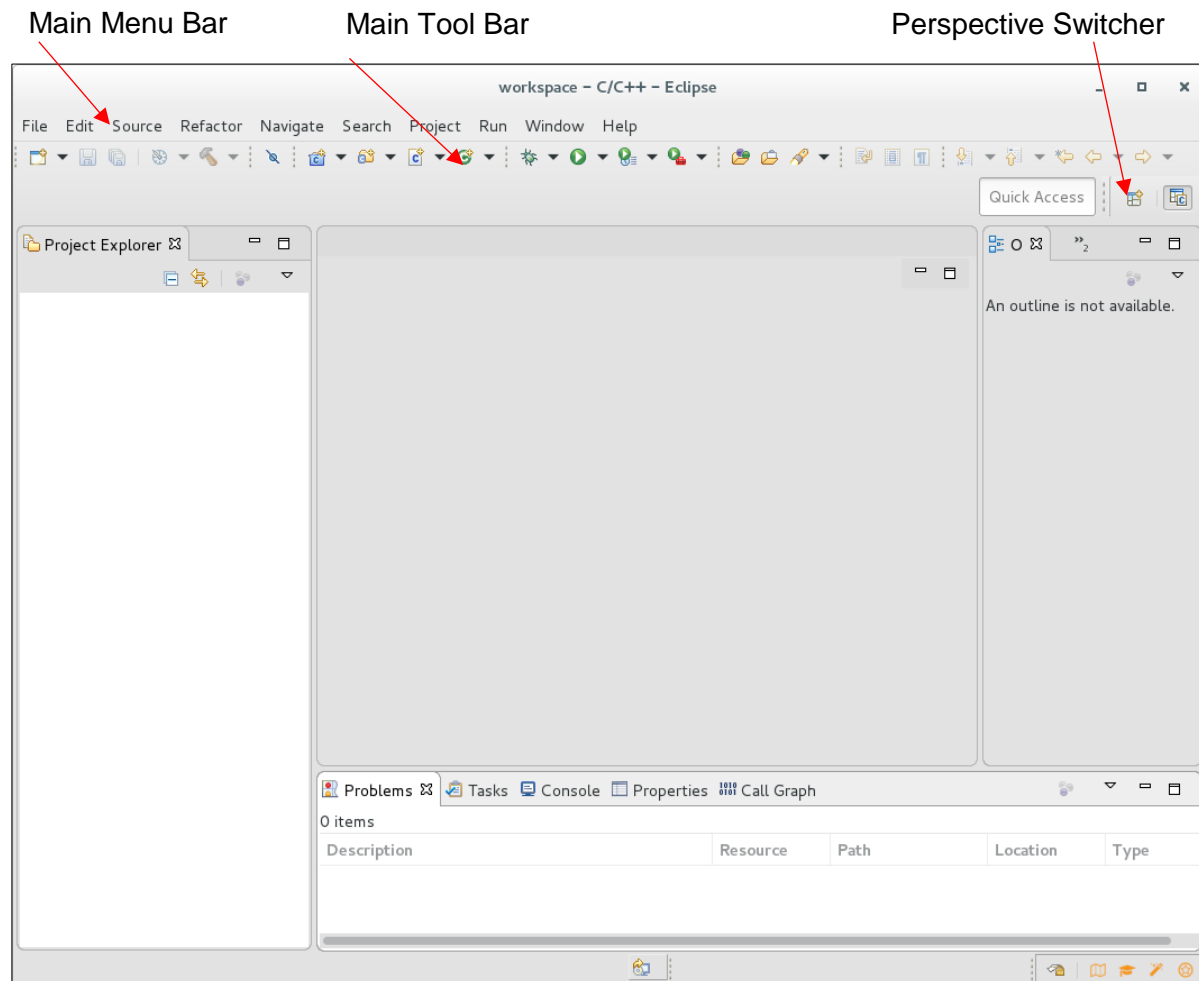 Main Menu Bar Main Tool Bar Perspective Switcher
workspace – C/C++ – Eclipse
File Edit Source Refactor Navigate Search Project Run Window Help
Quick Access
Project Explorer
O
»2
An outline is not available.
Problems Tasks Console Properties Call Graph
0 items
Description Resource Path Location Type